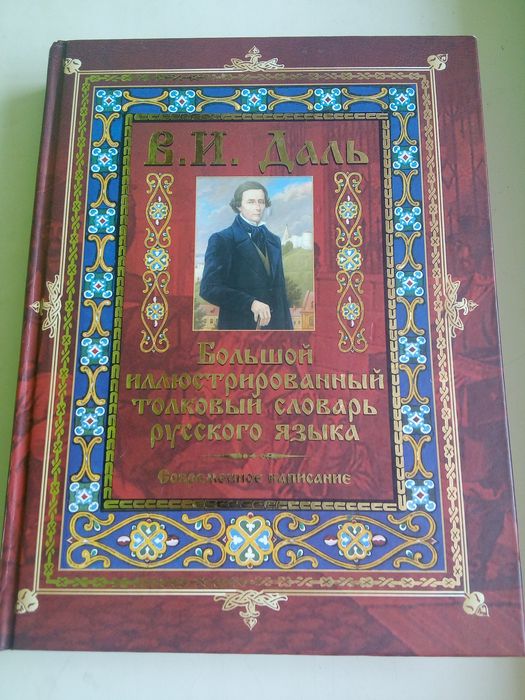 В.И. Даль
Большой
иллюстрированный
толковый словарь
русского языка
Современное написание